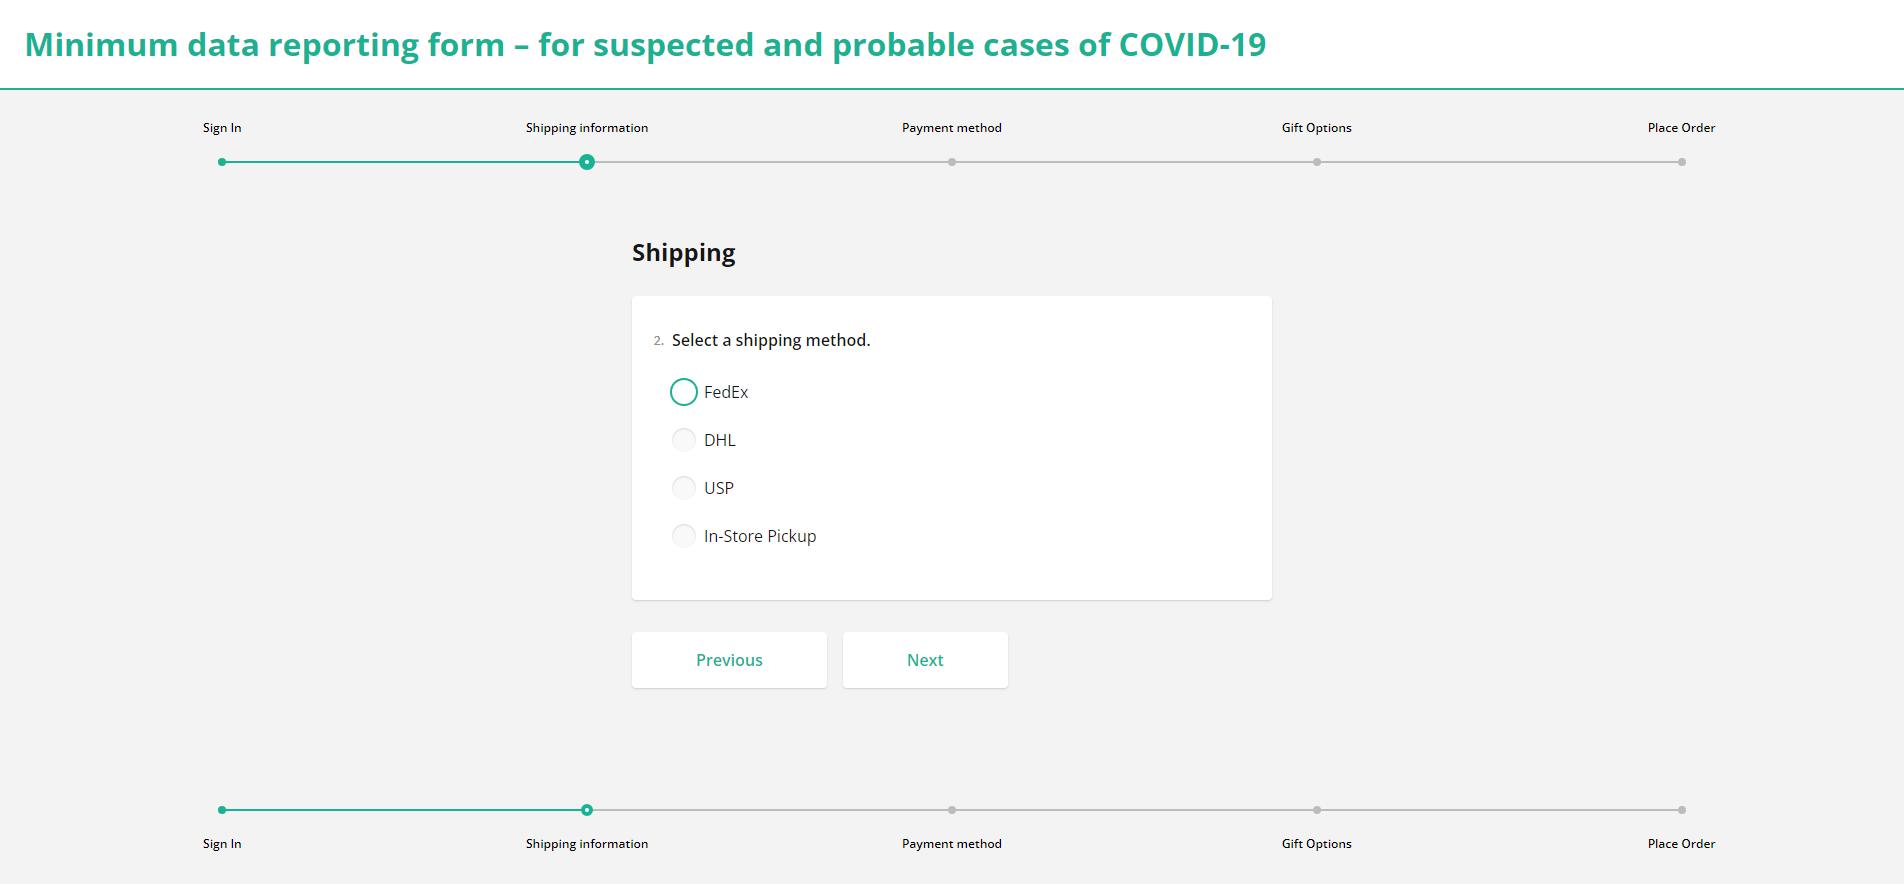 Minimum data reporting form – for suspected and probable cases of COVID-19
Sign In
Shipping information
Payment method
Gift Options
Place Order
Shipping
2. Select a shipping method.
FedEx
DHL
USP
In-Store Pickup
Previous
Next
Sign In
Shipping information
Payment method
Gift Options
Place Order